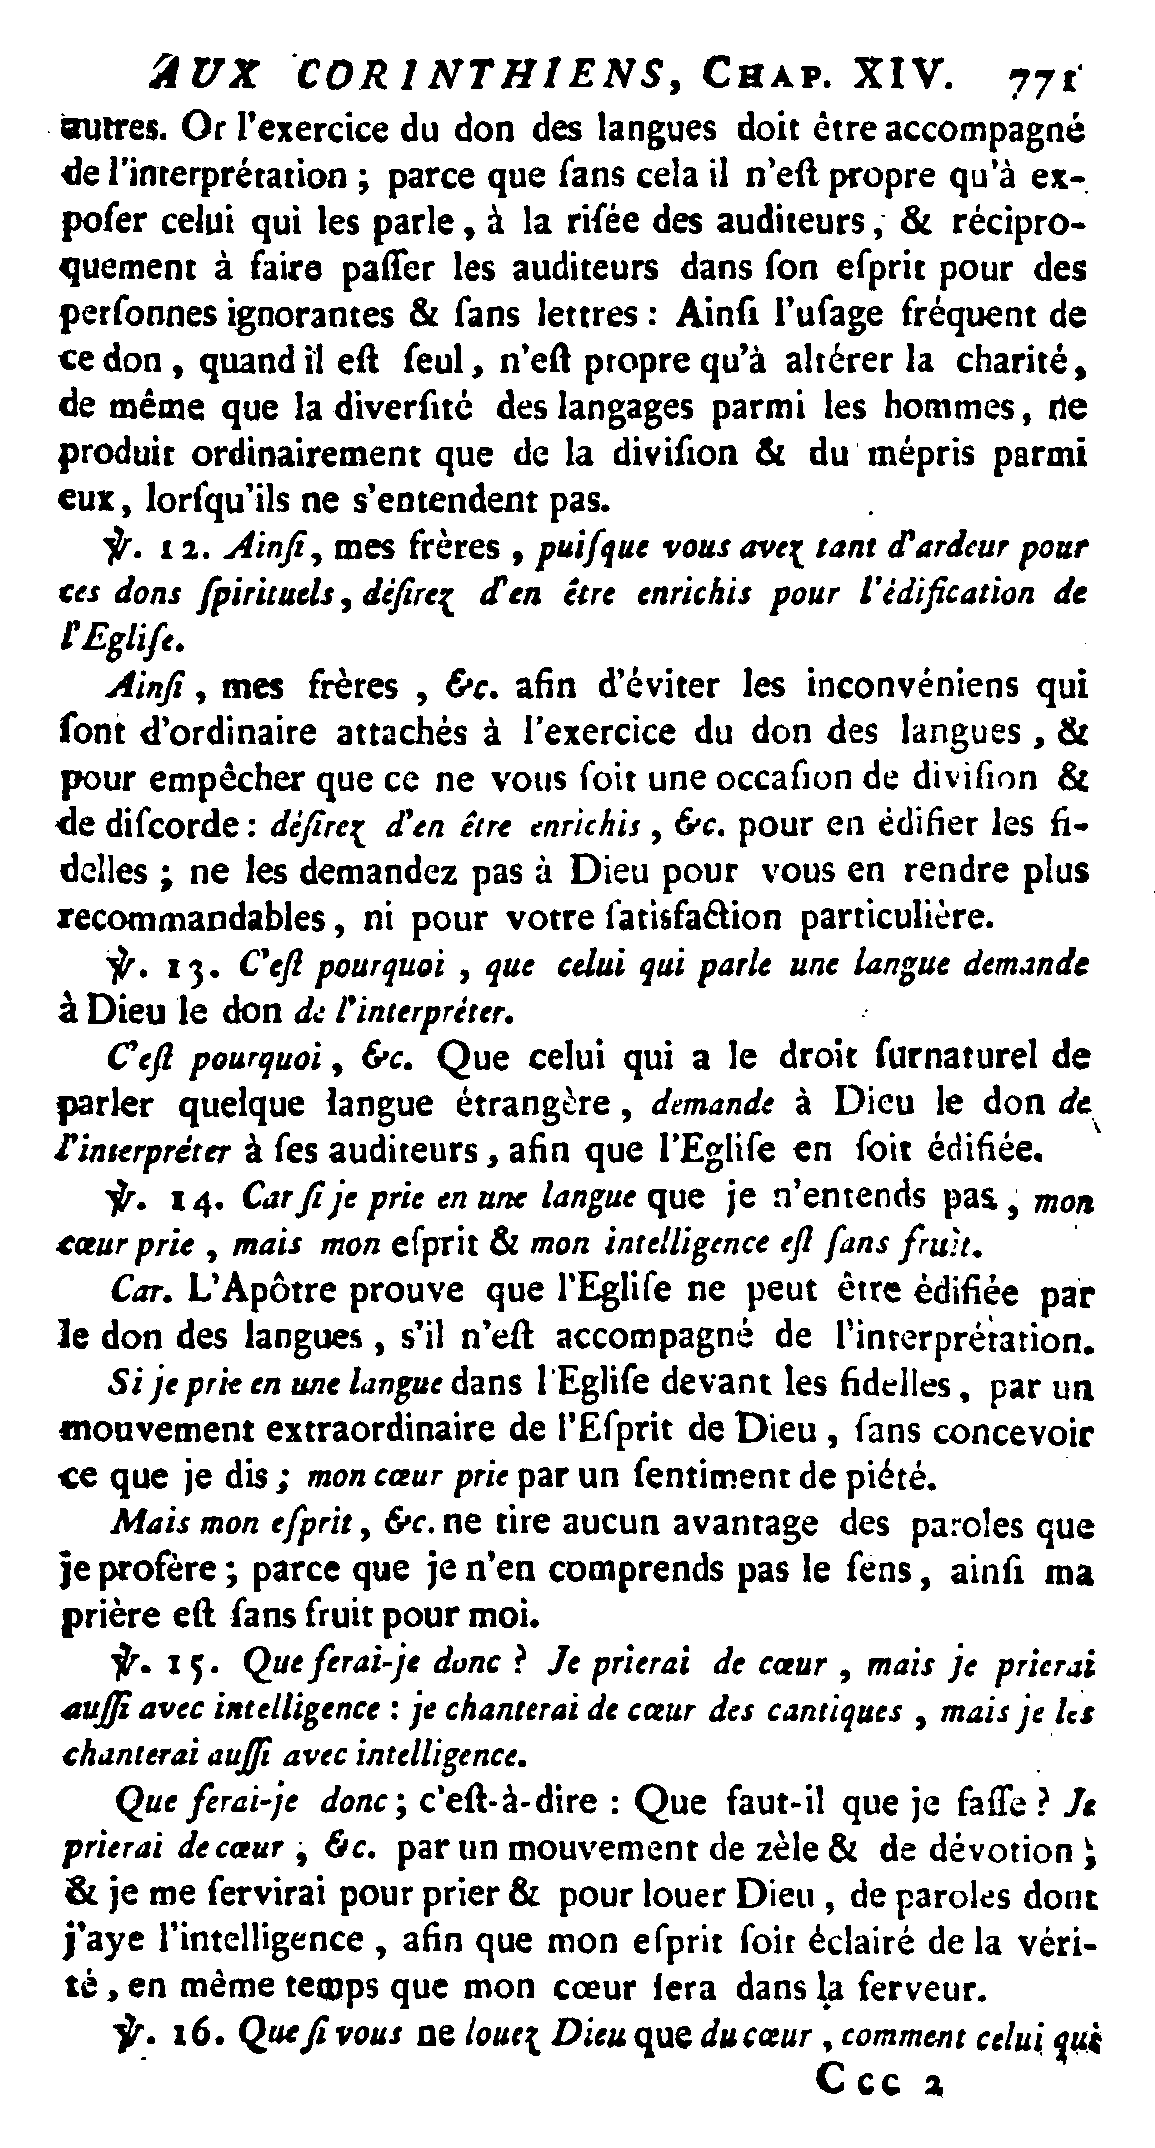 AUX CORINTHIENS, CHAP. XIV. 771
autres. Or l'exercice du don des langues doit être accompagné
de l'interprétation ; parce que ſans cela il n'eſt propre qu'à ex-
poſer celui qui les parle, à la riſée des auditeurs, & récipro-
quement à faire paſſer les auditeurs dans ſon eſprit pour des
perſonnes ignorantes & ſans lettres : Ainſi l'uſage fréquent de
ce don, quand il eſt ſeul, n'eſt propre qu'à altérer la charité,
de même que la diverſité des langages parmi les hommes, ne
produit ordinairement que de la diviſion & du mépris parmi
eux, lorſqu'ils ne s'entendent pas.
℣. 12. Ainſi, mes frères, puiſque vous avez tant d'ardeur pour
ces dons ſpirituels, déſirez d'en être enrichis pour l'édification de
l'Egliſe.
Ainſi, mes frères, &c. afin d'éviter les inconvéniens qui
ſont d'ordinaire attachés à l'exercice du don des langues, &
pour empêcher que ce ne vous ſoit une occaſion de diviſion &
de diſcorde : déſirez d'en être enrichis, &c. pour en édifier les fi-
delles ; ne les demandez pas à Dieu pour vous en rendre plus
recommandables, ni pour votre ſatisfaction particulière.
℣. 13. C'eſt pourquoi, que celui qui parle une langue demande
à Dieu le don de l'interpréter.
C'eſt pourquoi, &c. Que celui qui a le droit ſurnaturel de
parler quelque langue étrangère, demande à Dieu le don de
l'interpréter à ſes auditeurs, afin que l'Egliſe en ſoit édifiée.
℣. 14. Car ſi je prie en une langue que je n'entends pas, mon
cœur prie, mais mon eſprit & mon intelligence eſt ſans fruit.
Car. L'Apôtre prouve que l'Egliſe ne peut être édifiée par
le don des langues, s'il n'eſt accompagné de l'interprétation.
Si je prie en une langue dans l'Egliſe devant les fidelles, par un
mouvement extraordinaire de l'Eſprit de Dieu, ſans concevoir
ce que je dis ; mon cœur prie par un ſentiment de piété.
Mais mon eſprit, &c. ne tire aucun avantage des paroles que
je profère ; parce que je n'en comprends pas le ſens, ainſi ma
prière eſt ſans fruit pour moi.
℣. 15. Que ferai-je donc ? Je prierai de cœur, mais je prierai
auſſi avec intelligence : je chanterai de cœur des cantiques, mais je les
chanterai auſſi avec intelligence.
Que ferai-je donc ; c'eſt-à-dire : Que faut-il que je faſſe ? Je
prierai de cœur ; &c. par un mouvement de zèle & de dévotion ;
& je me ſervirai pour prier & pour louer Dieu, de paroles dont
j'aye l'intelligence, afin que mon eſprit ſoit éclairé de la véri-
té, en même temps que mon cœur ſera dans la ferveur.
℣. 16. Que ſi vous ne louez Dieu que du cœur, comment celui qui
Ccc 2